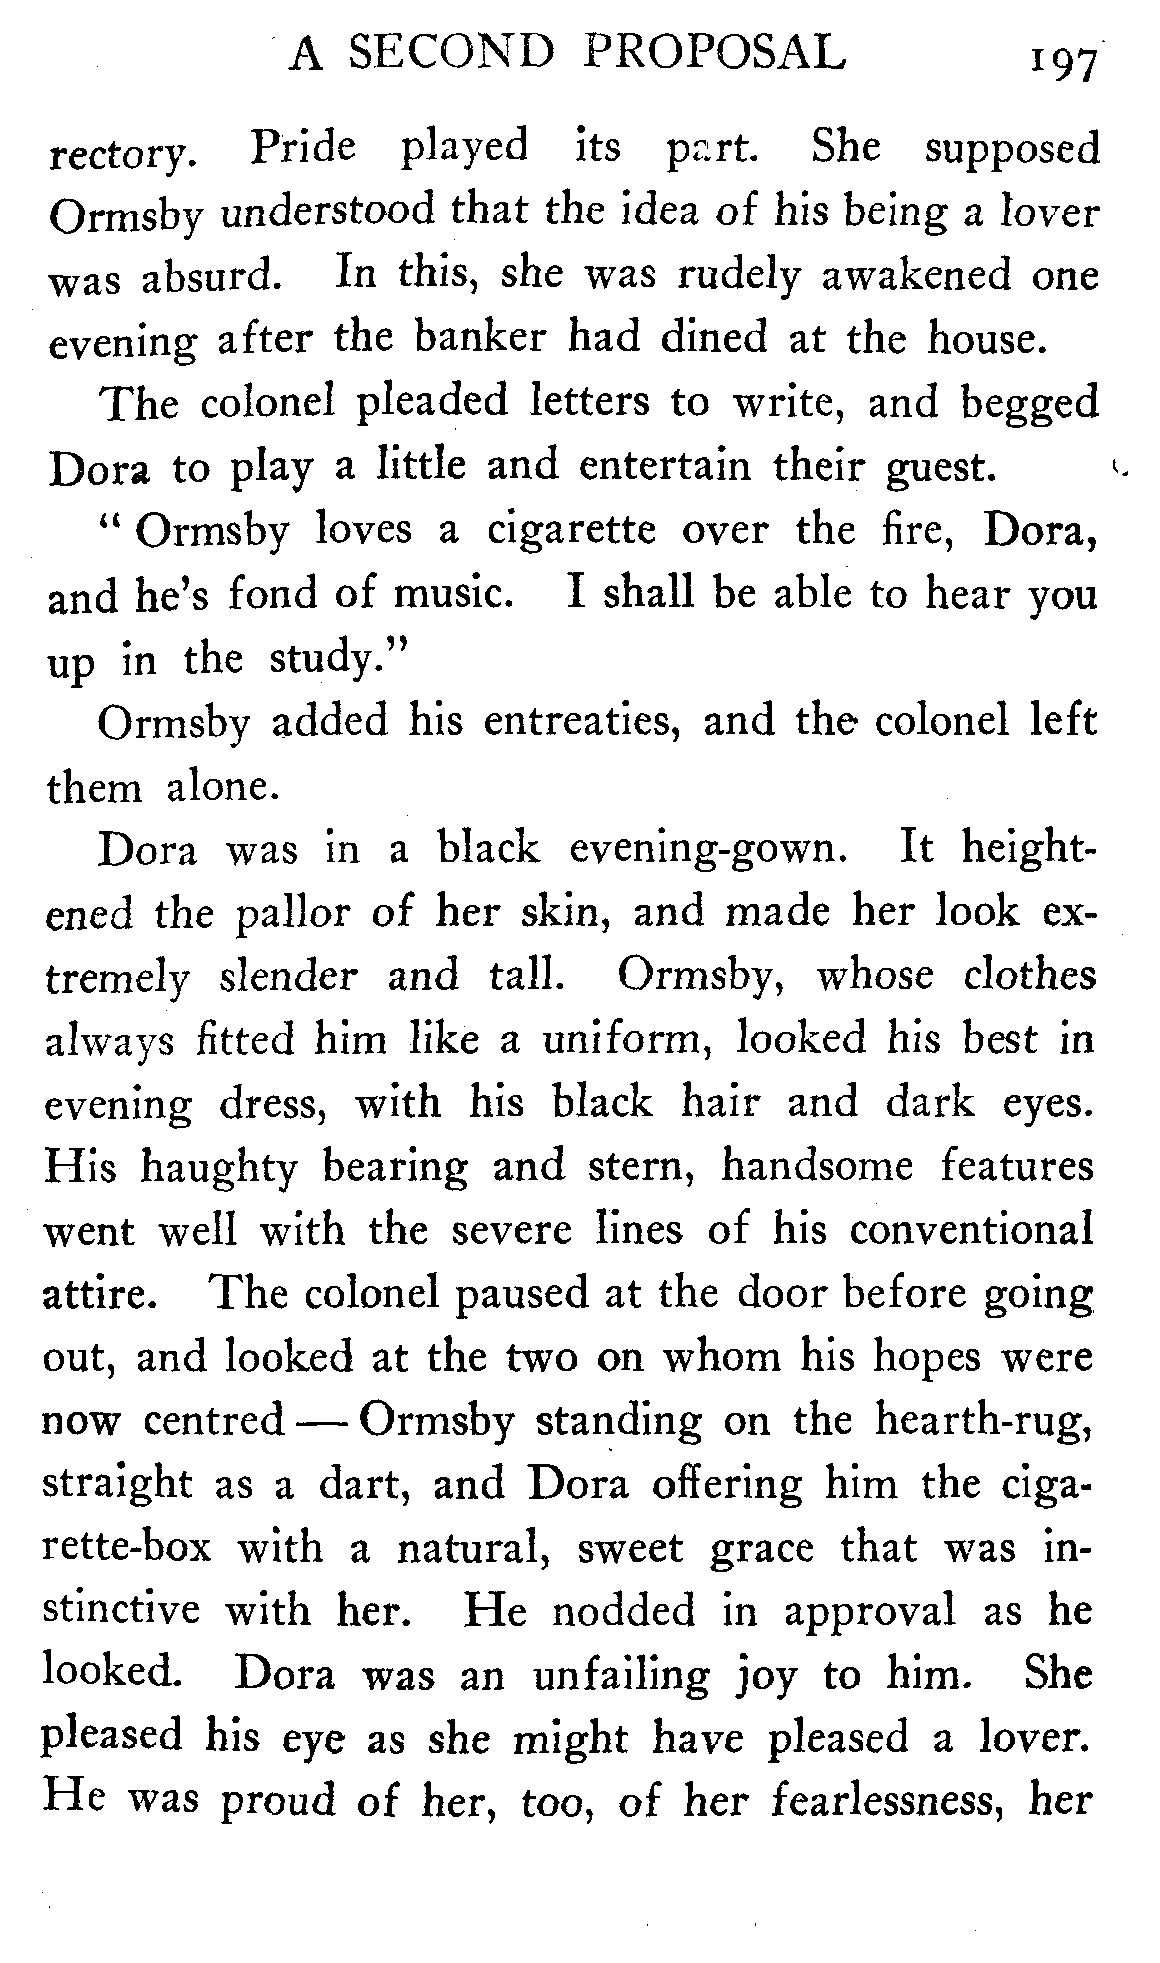 A SECOND PROPOSAL 197
rectory. Pride played its part. She supposed
Ormsby understood that the idea of his being a lover
was absurd. In this, she was rudely awakened one
evening after the banker had dined at the house.
The colonel pleaded letters to write, and begged
Dora to play a little and entertain their guest.
" Ormsby loves a cigarette over the fire, Dora,
and he's fond of music. I shall be able to hear you
up in the study."
Ormsby added his entreaties, and the colonel left
them alone.
Dora was in a black evening-gown. It height-
ened the pallor of her skin, and made her look ex-
tremely slender and tall. Ormsby, whose clothes
always fitted him like a uniform, looked his best in
evening dress, with his black hair and dark eyes.
His haughty bearing and stern, handsome features
went well with the severe lines of his conventional
attire. The colonel paused at the door before going
out, and looked at the two on whom his hopes were
now centred — Ormsby standing on the hearth-rug,
straight as a dart, and Dora offering him the ciga-
rette-box with a natural, sweet grace that was in-
stinctive with her. He nodded in approval as he
looked. Dora was an unfailing joy to him. She
pleased his eye as she might have pleased a lover.
He was proud of her, too, of her fearlessness, her